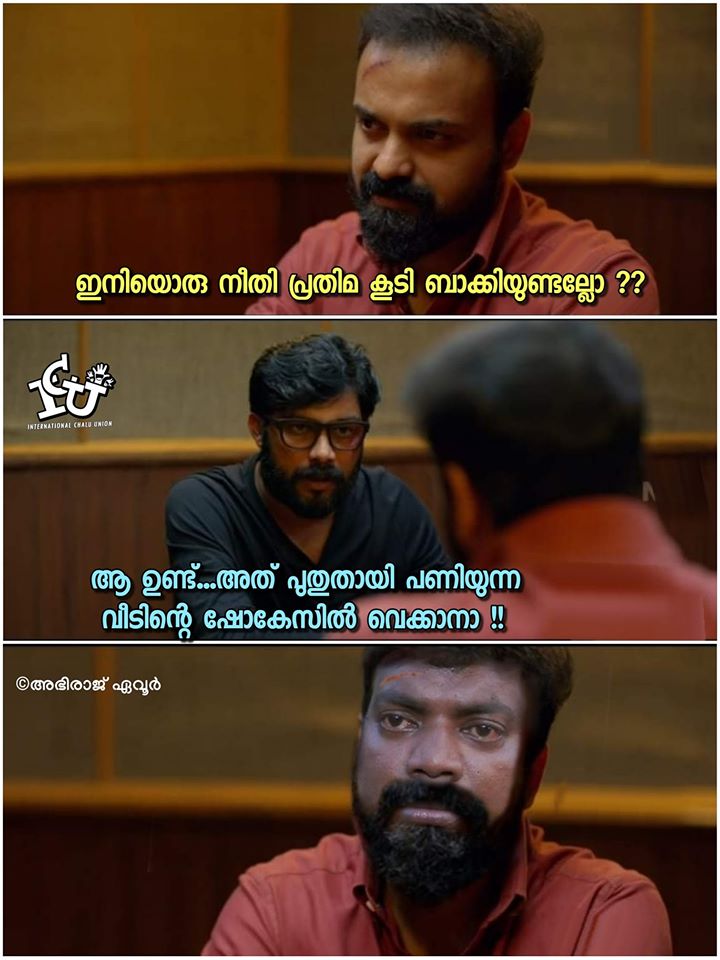 ഇനിയൊരു നീതി പ്രതിമ കൂടി ബാക്കിയുണ്ടല്ലോ ??
ICU
INTERNATIONAL CHALU UNION
ആ ഉണ്ട്...അത് പുതുതായി പണിയുന്ന
വീടിന്റെ ഷോകേസിൽ വെക്കാനാ !!
©അഭിരാജ് ഏവൂർ